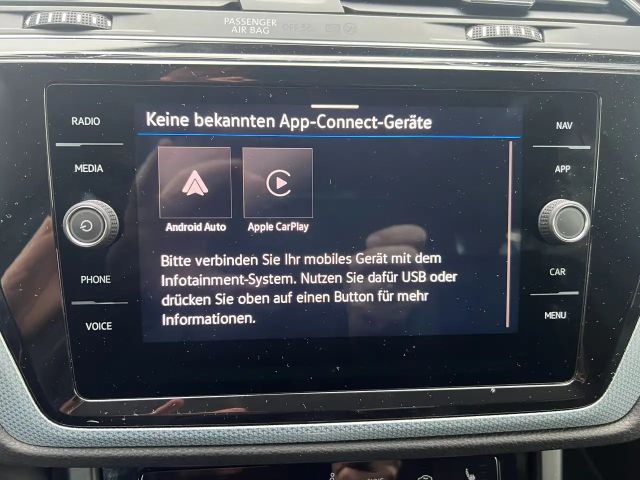 PASSENGER
AIR BAG
RADIO
MEDIA
PHONE
VOICE
Keine bekannten App-Connect-Geräte
Android Auto
Apple CarPlay
Bitte verbinden Sie Ihr mobiles Gerät mit dem
Infotainment-System. Nutzen Sie dafür USB oder
drücken Sie oben auf einen Button für mehr
Informationen.
NAV
APP
CAR
MENU